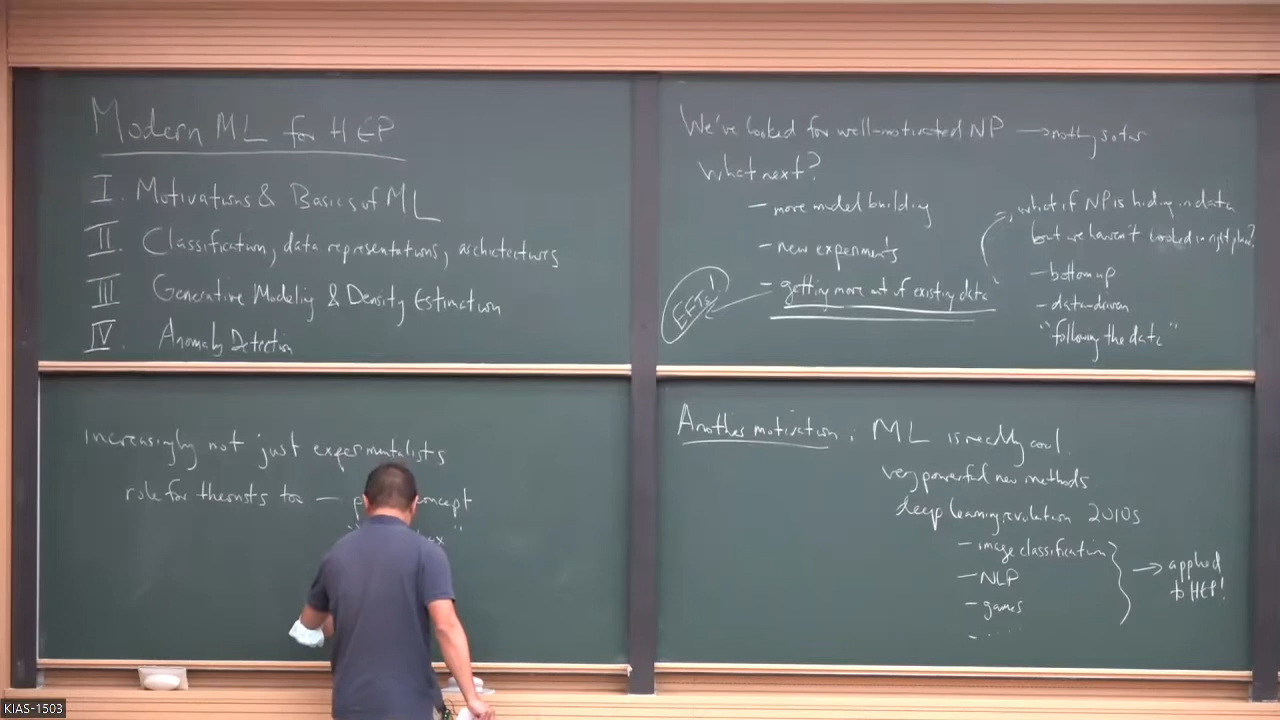 Modern ML for HEP
I. Motivations & Basics of ML
II. Classification, data representations, architectures
III Generative Modeling & Density Estimation
IV. Anomaly Detection
We've looked for well-motivated NP → nothing so far
What next?
- more model building
- new experiments
- getting more out of existing data
EFTs!
what if NP is hiding in data
but we haven't looked in right place?
- bottom up
- data-driven
"following the data"
Increasingly not just experimentalists
role for theorists too - concept
Another motivation: ML is really cool.
very powerful new methods
deep learning revolution 2010s
- image classification
- NLP
- games
- .....
→ applied
to HEP!
KIAS-1503